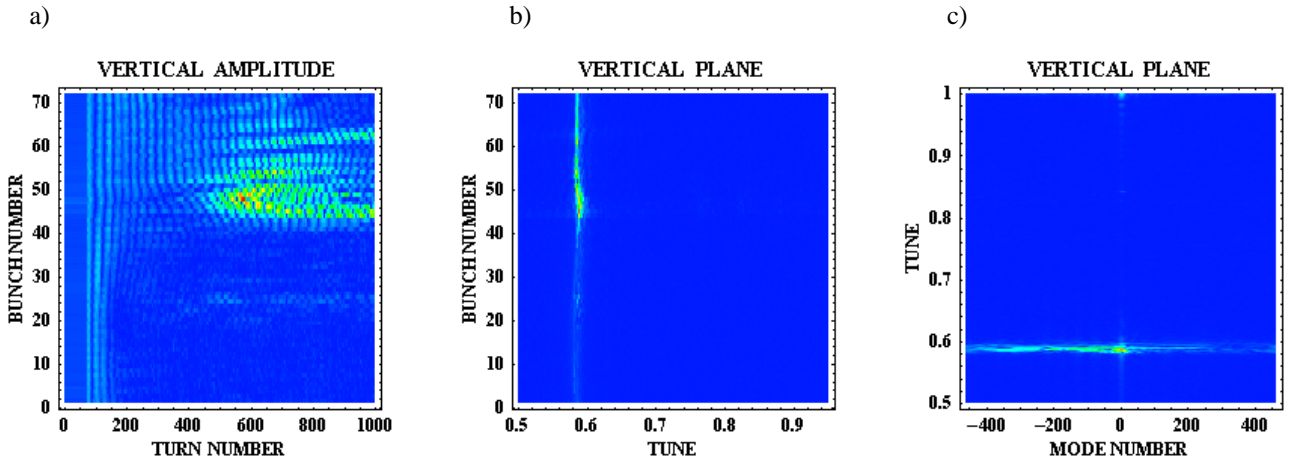 a)
b)
c)
VERTICAL AMPLITUDE
70
60
50
40
30
20
10
0
BUNCH NUMBER
0 200 400 600 800 1000
TURN NUMBER
VERTICAL PLANE
70
60
50
40
30
20
10
0
BUNCH NUMBER
0.5 0.6 0.7 0.8 0.9
TUNE
VERTICAL PLANE
1
0.9
0.8
0.7
0.6
0.5
TUNE
−400 −200 0 200 400
MODE NUMBER